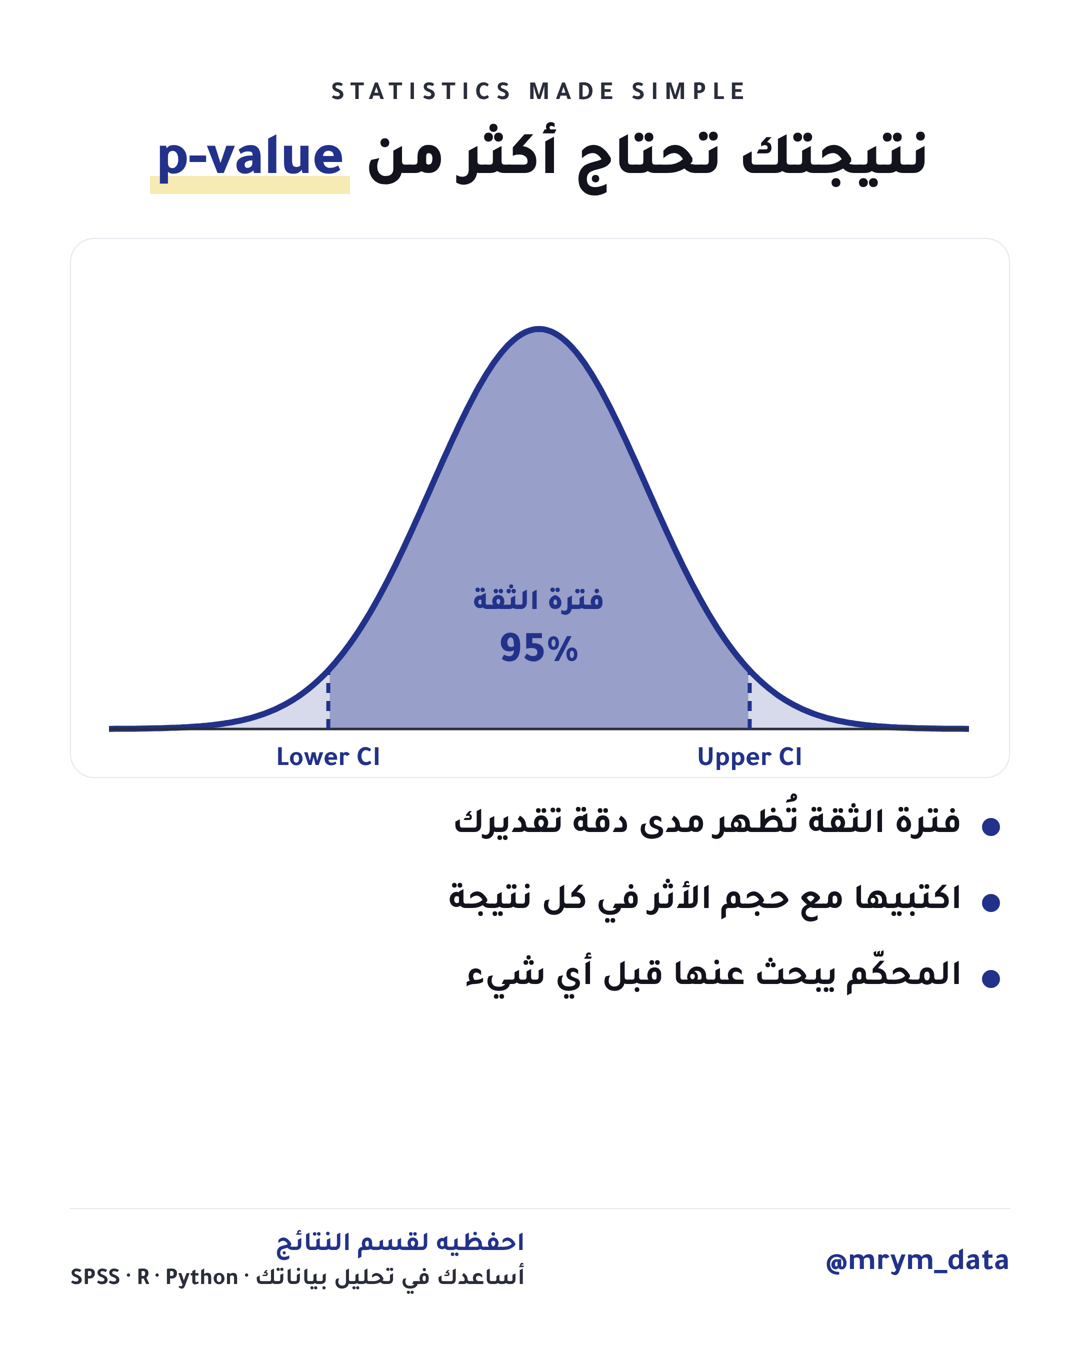 STATISTICS MADE SIMPLE
نتيجتك تحتاج أكثر من p-value
فترة الثقة
95%
Lower CI
Upper CI
فترة الثقة تُظهر مدى دقة تقديرك
اكتبيها مع حجم الأثر في كل نتيجة
المحكّم يبحث عنها قبل أي شيء
@mrym_data
احفظيه لقسم النتائج
أساعدك في تحليل بياناتك · SPSS · R · Python